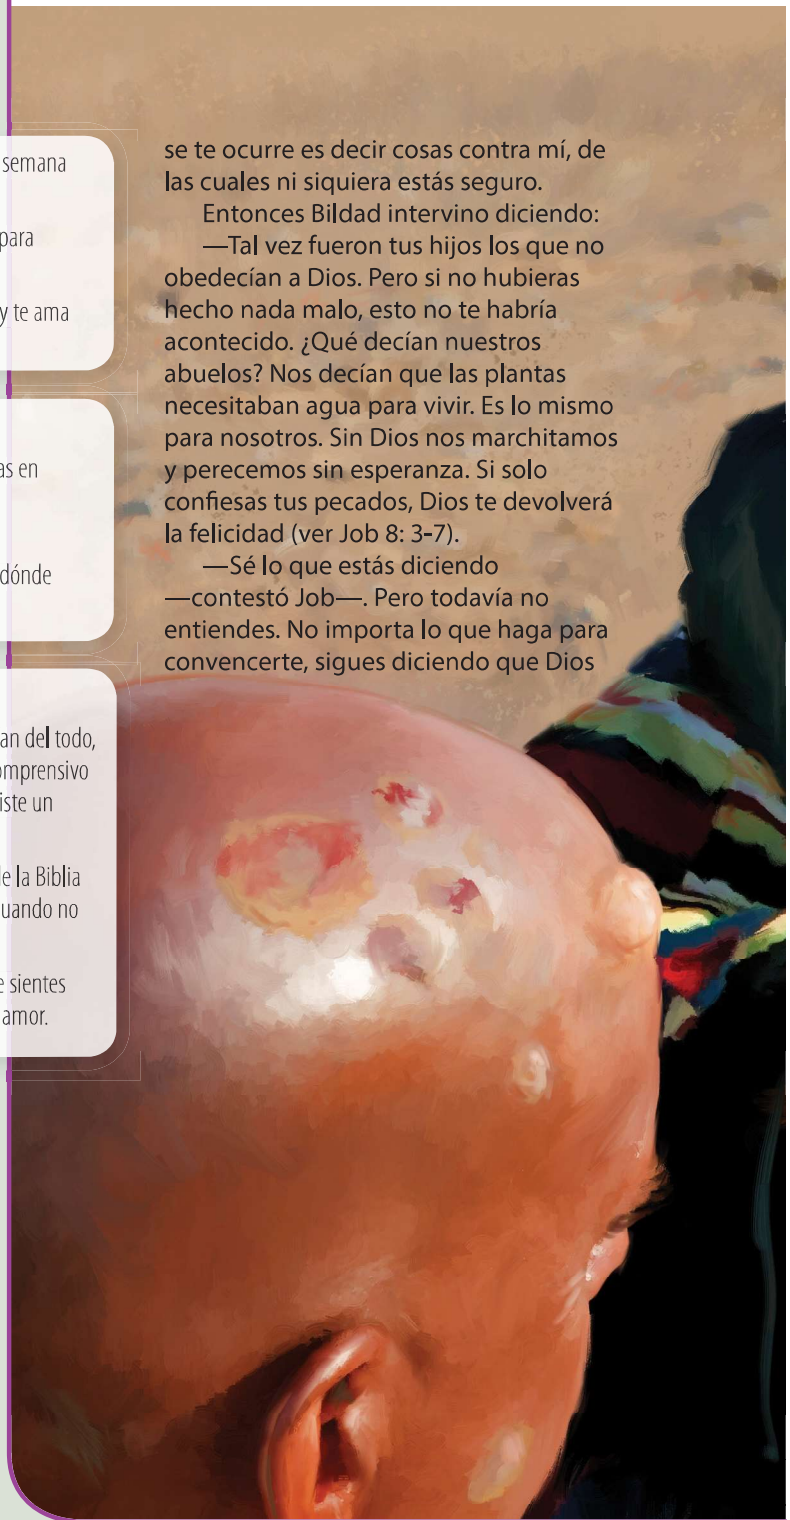 semana
para
y te ama
as en
dónde
an del todo,
omprensivo
iste un
e la Biblia
uando no
e sientes
amor.
se te ocurre es decir cosas contra mí, de
las cuales ni siquiera estás seguro.
Entonces Bildad intervino diciendo:
—Tal vez fueron tus hijos los que no
obedecían a Dios. Pero si no hubieras
hecho nada malo, esto no te habría
acontecido. ¿Qué decían nuestros
abuelos? Nos decían que las plantas
necesitaban agua para vivir. Es lo mismo
para nosotros. Sin Dios nos marchitamos
y perecemos sin esperanza. Si solo
confiesas tus pecados, Dios te devolverá
la felicidad (ver Job 8: 3-7).
—Sé lo que estás diciendo
—contestó Job—. Pero todavía no
entiendes. No importa lo que haga para
convencerte, sigues diciendo que Dios